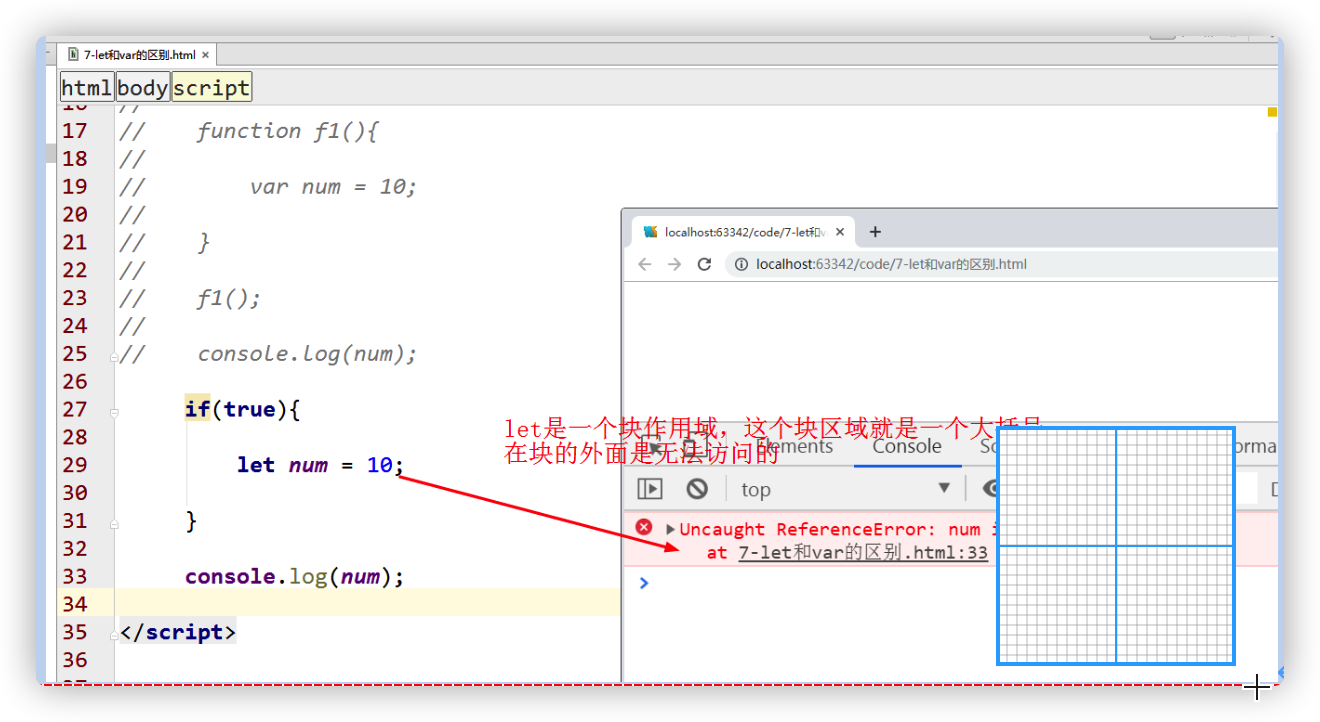 7-let和var的区别.html ×
html body script
16 //
17 // function f1(){
18 //
19 // var num = 10;
20 //
21 // }
22 //
23 // f1();
24 //
25 // console.log(num);
26
27 if(true){
28
29 let num = 10;
30
31 }
32
33 console.log(num);
34
35 </script>
36
localhost:63342/code/7-let和v × +
localhost:63342/code/7-let和var的区别.html
let是一个块作用域，这个块区域就是一个大括号
在块的外面是无法访问的
Elements Console
top
Uncaught ReferenceError: num
at 7-let和var的区别.html:33